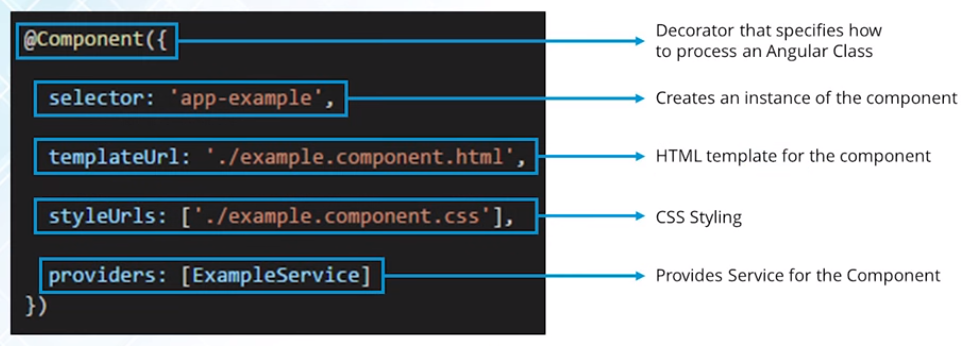 @Component({
Decorator that specifies how
to process an Angular Class
selector: 'app-example',
Creates an instance of the component
templateUrl: './example.component.html',
HTML template for the component
styleUrls: ['./example.component.css'],
CSS Styling
providers: [ExampleService]
Provides Service for the Component
})